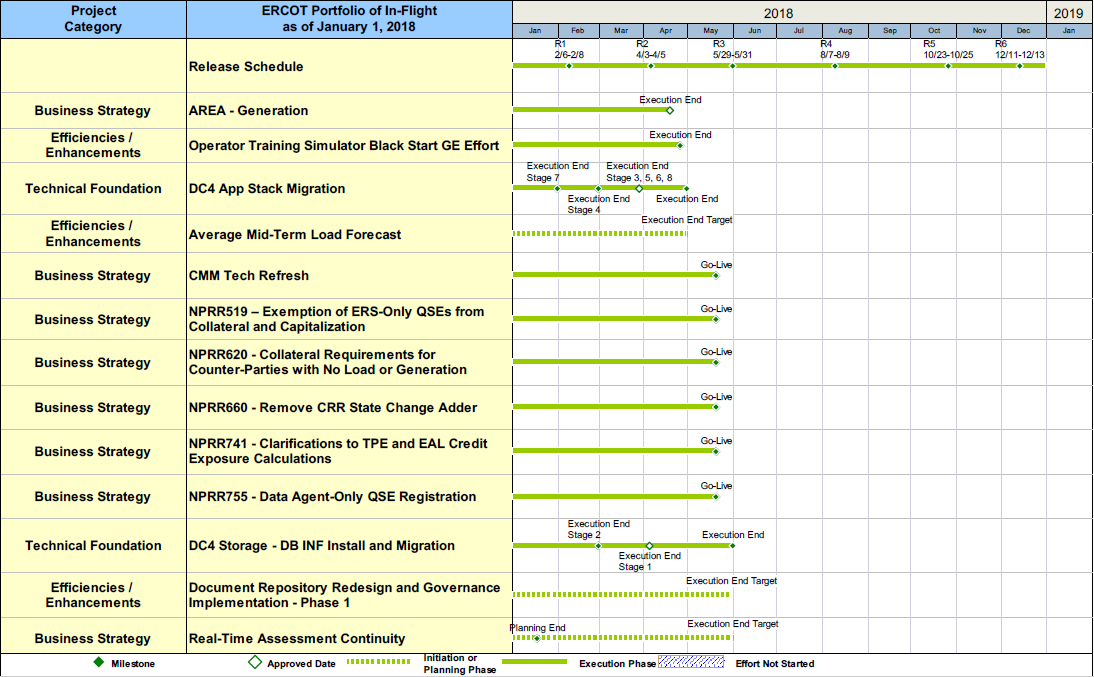 Project
Category
ERCOT Portfolio of In-Flight
as of January 1, 2018
2018
2019
Jan
Feb
Mar
Apr
May
Jun
Jul
Aug
Sep
Oct
Nov
Dec
Jan
Release Schedule
R1
2/6-2/8
R2
4/3-4/5
R3
5/29-5/31
R4
8/7-8/9
R5
10/23-10/25
R6
12/11-12/13
Business Strategy
AREA - Generation
Execution End
Efficiencies /
Enhancements
Operator Training Simulator Black Start GE Effort
Execution End
Technical Foundation
DC4 App Stack Migration
Execution End
Stage 7
Execution End
Stage 3, 5, 6, 8
Execution End
Stage 4
Execution End
Efficiencies /
Enhancements
Average Mid-Term Load Forecast
Execution End Target
Business Strategy
CMM Tech Refresh
Go-Live
Business Strategy
NPRR519 – Exemption of ERS-Only QSEs from
Collateral and Capitalization
Go-Live
Business Strategy
NPRR620 - Collateral Requirements for
Counter-Parties with No Load or Generation
Go-Live
Business Strategy
NPRR660 - Remove CRR State Change Adder
Go-Live
Business Strategy
NPRR741 - Clarifications to TPE and EAL Credit
Exposure Calculations
Go-Live
Business Strategy
NPRR755 - Data Agent-Only QSE Registration
Go-Live
Technical Foundation
DC4 Storage - DB INF Install and Migration
Execution End
Stage 2
Execution End
Execution End
Stage 1
Efficiencies /
Enhancements
Document Repository Redesign and Governance
Implementation - Phase 1
Execution End Target
Business Strategy
Real-Time Assessment Continuity
Planning End
Execution End Target
Milestone
Approved Date
Initiation or
Planning Phase
Execution Phase
Effort Not Started